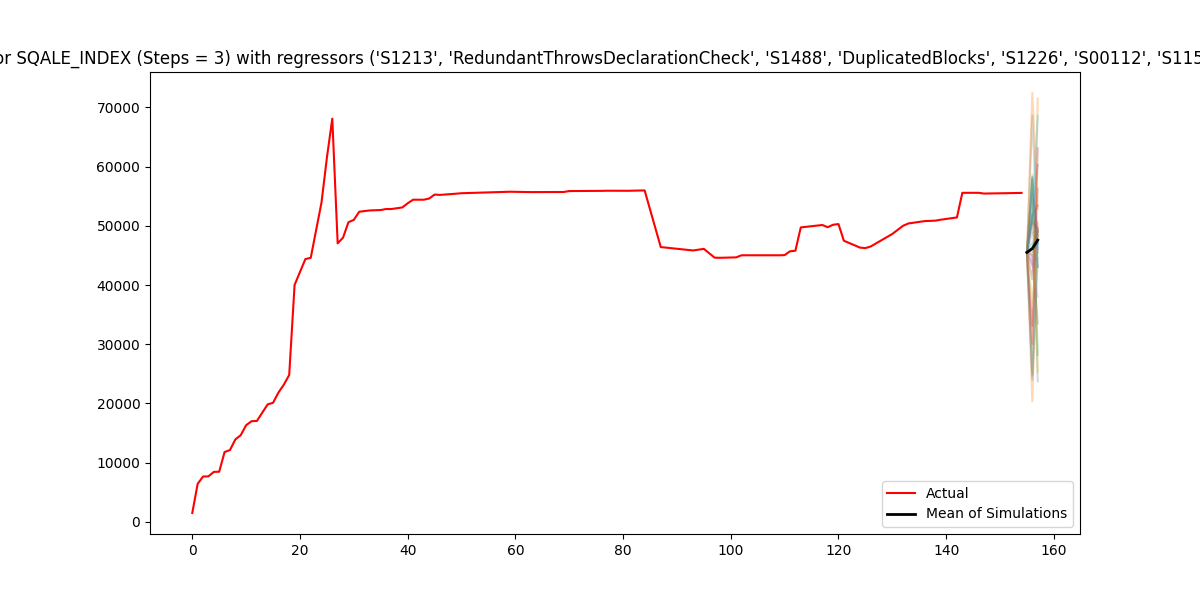 or SQALE_INDEX (Steps = 3) with regressors ('S1213', 'RedundantThrowsDeclarationCheck', 'S1488', 'DuplicatedBlocks', 'S1226', 'S00112', 'S115
70000
60000
50000
40000
30000
20000
10000
0
0 20 40 60 80 100 120 140 160
Actual
Mean of Simulations